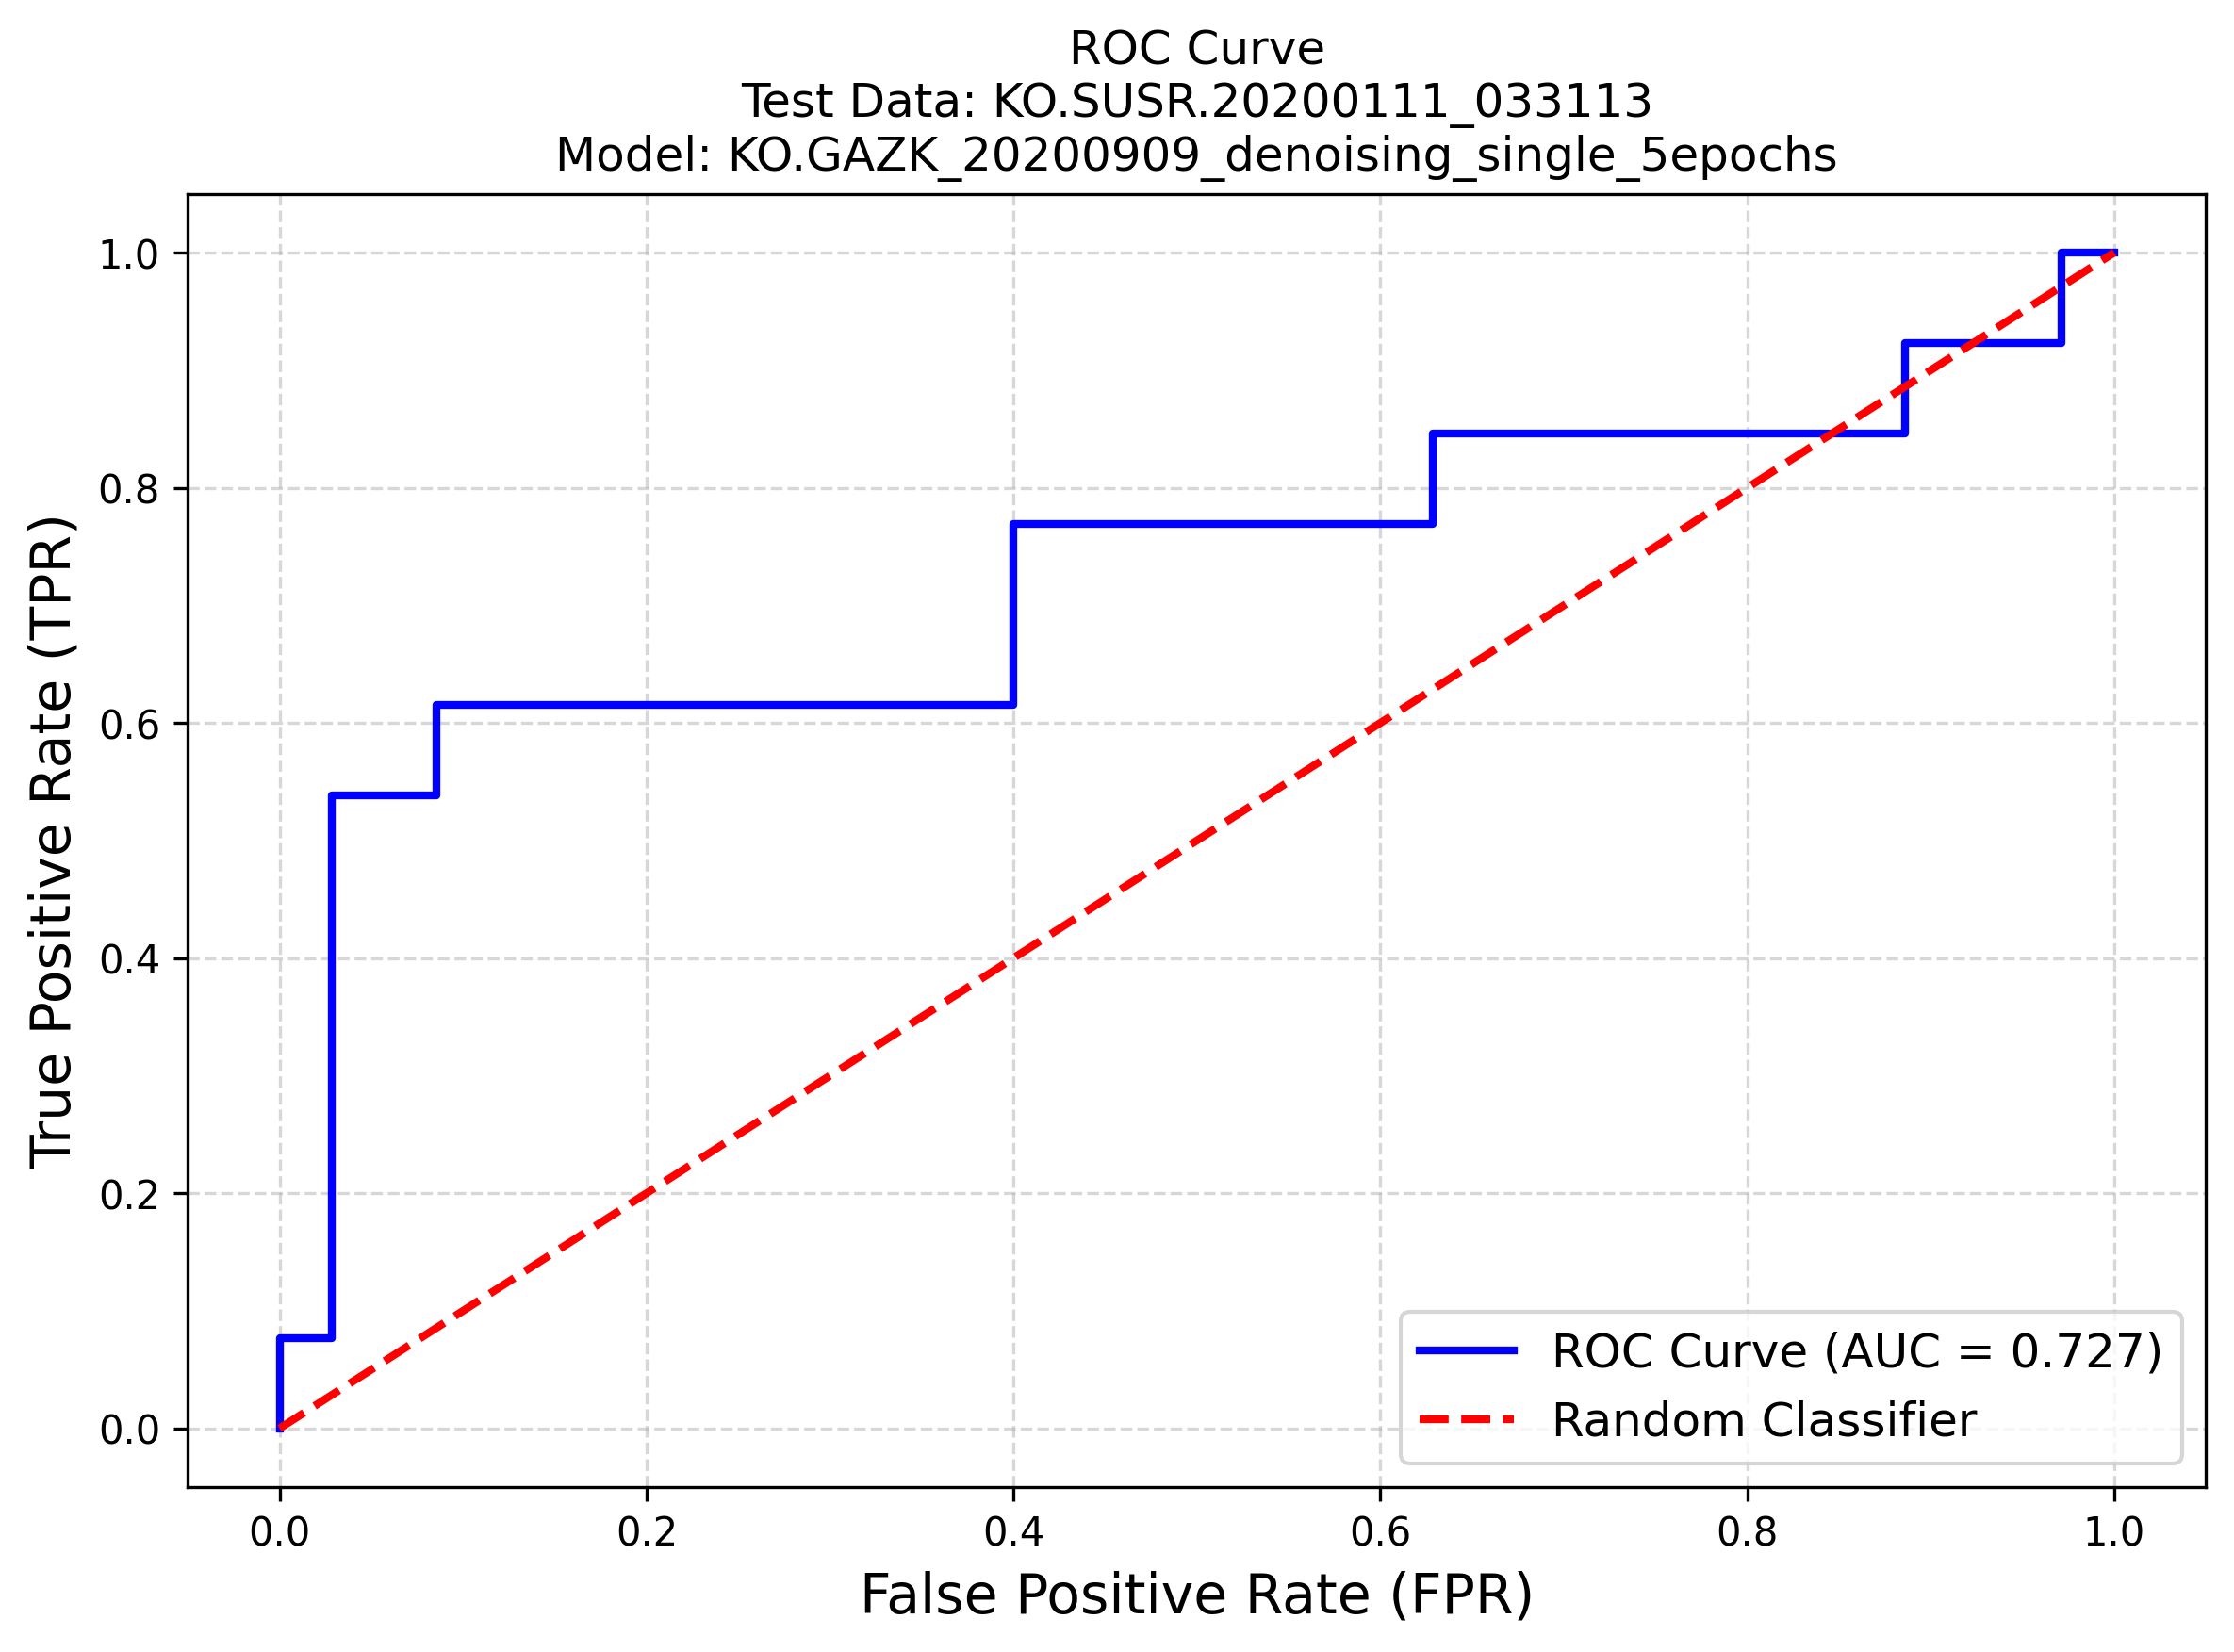 ROC Curve
Test Data: KO.SUSR.20200111_033113
Model: KO.GAZK_20200909_denoising_single_5epochs
1.0
0.8
0.6
0.4
0.2
0.0
True Positive Rate (TPR)
ROC Curve (AUC = 0.727)
Random Classifier
0.0 0.2 0.4 0.6 0.8 1.0
False Positive Rate (FPR)